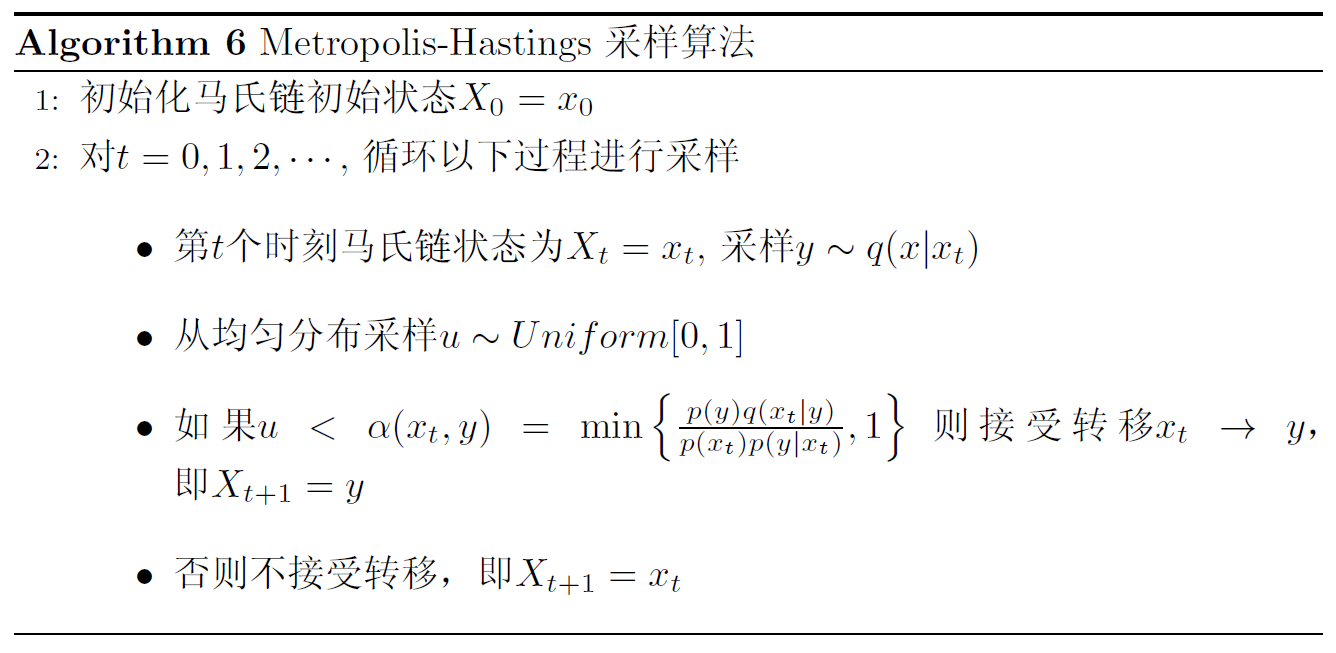 Algorithm 6 Metropolis-Hastings 采样算法
1: 初始化马氏链初始状态$X_0 = x_0$
2: 对$t = 0, 1, 2, \cdots$, 循环以下过程进行采样
• 第$t$个时刻马氏链状态为$X_t = x_t$, 采样$y \sim q(x|x_t)$
• 从均匀分布采样$u \sim Uniform[0, 1]$
• 如果$u < \alpha(x_t, y) = \min\left\{\frac{p(y)q(x_t|y)}{p(x_t)p(y|x_t)}, 1\right\}$ 则接受转移$x_t \to y$，
即$X_{t+1} = y$
• 否则不接受转移，即$X_{t+1} = x_t$